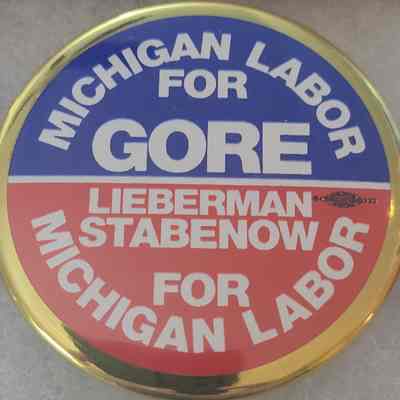 MICHIGAN LABOR
FOR
GORE
LIEBERMAN
STABENOW
FOR
MICHIGAN LABOR